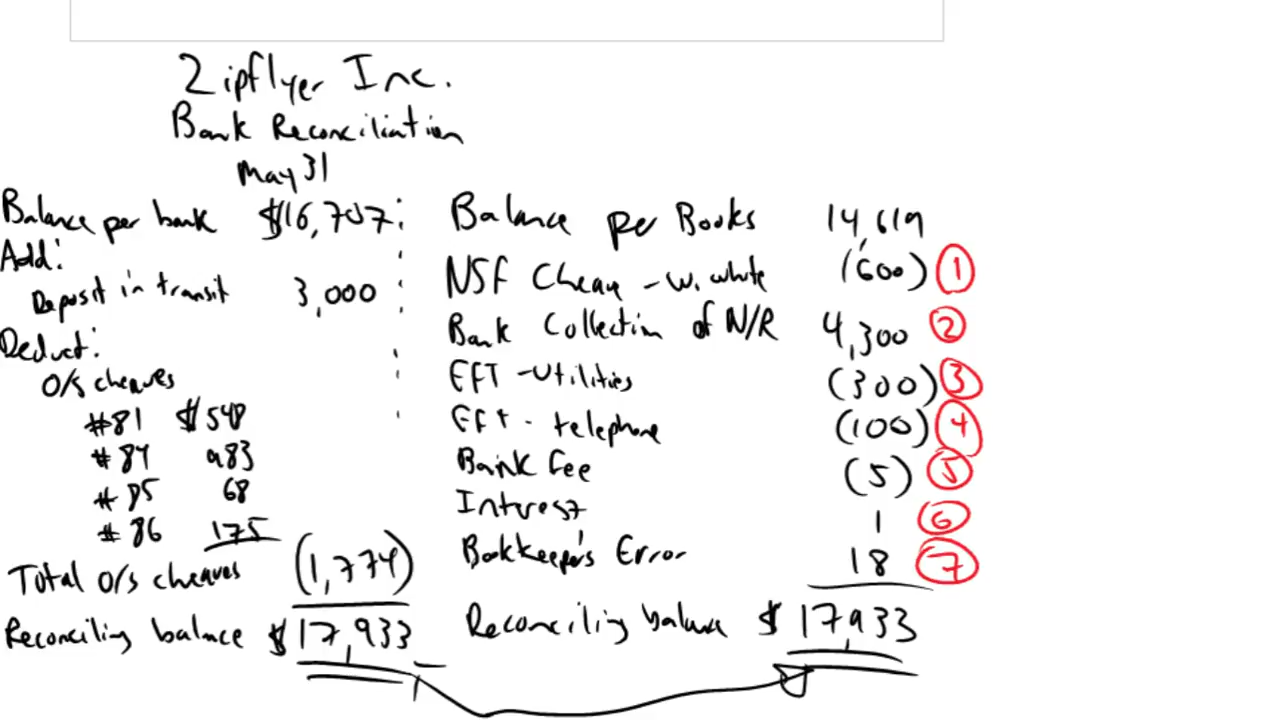 Zipflyer Inc.
Bank Reconciliation
May 31
Balance per bank $16,707
Add:
Deposit in transit 3,000
Deduct:
O/S cheques
#81 $548
#84 983
#85 68
#86 175
Total O/S cheques (1,774)
Reconciling balance $17,933
Balance per Books 14,619
NSF Cheque - W. White (600) 1
Bank Collection of N/R 4,300 2
EFT - Utilities (300) 3
EFT - telephone (100) 4
Bank Fee (5) 5
Interest 1 6
Bookkeeper's Error 18 7
Reconciling balance $17,933